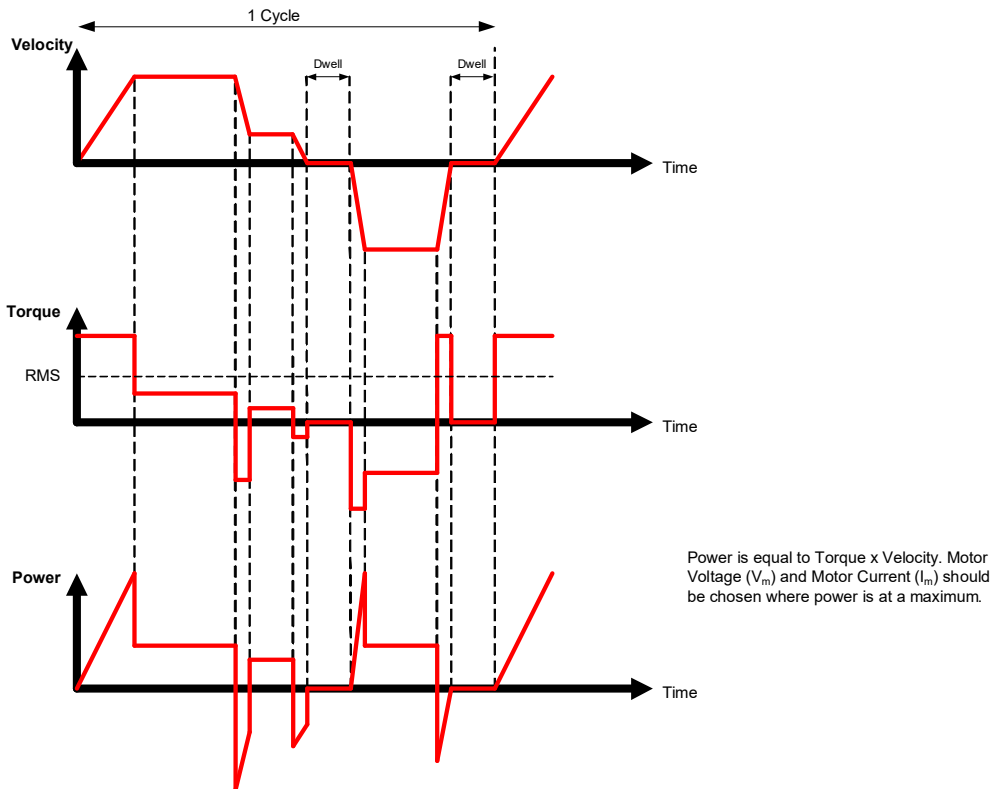 1 Cycle
Velocity
Dwell
Dwell
Time
Torque
RMS
Time
Power
Time
Power is equal to Torque x Velocity. Motor
Voltage (Vm) and Motor Current (Im) should
be chosen where power is at a maximum.